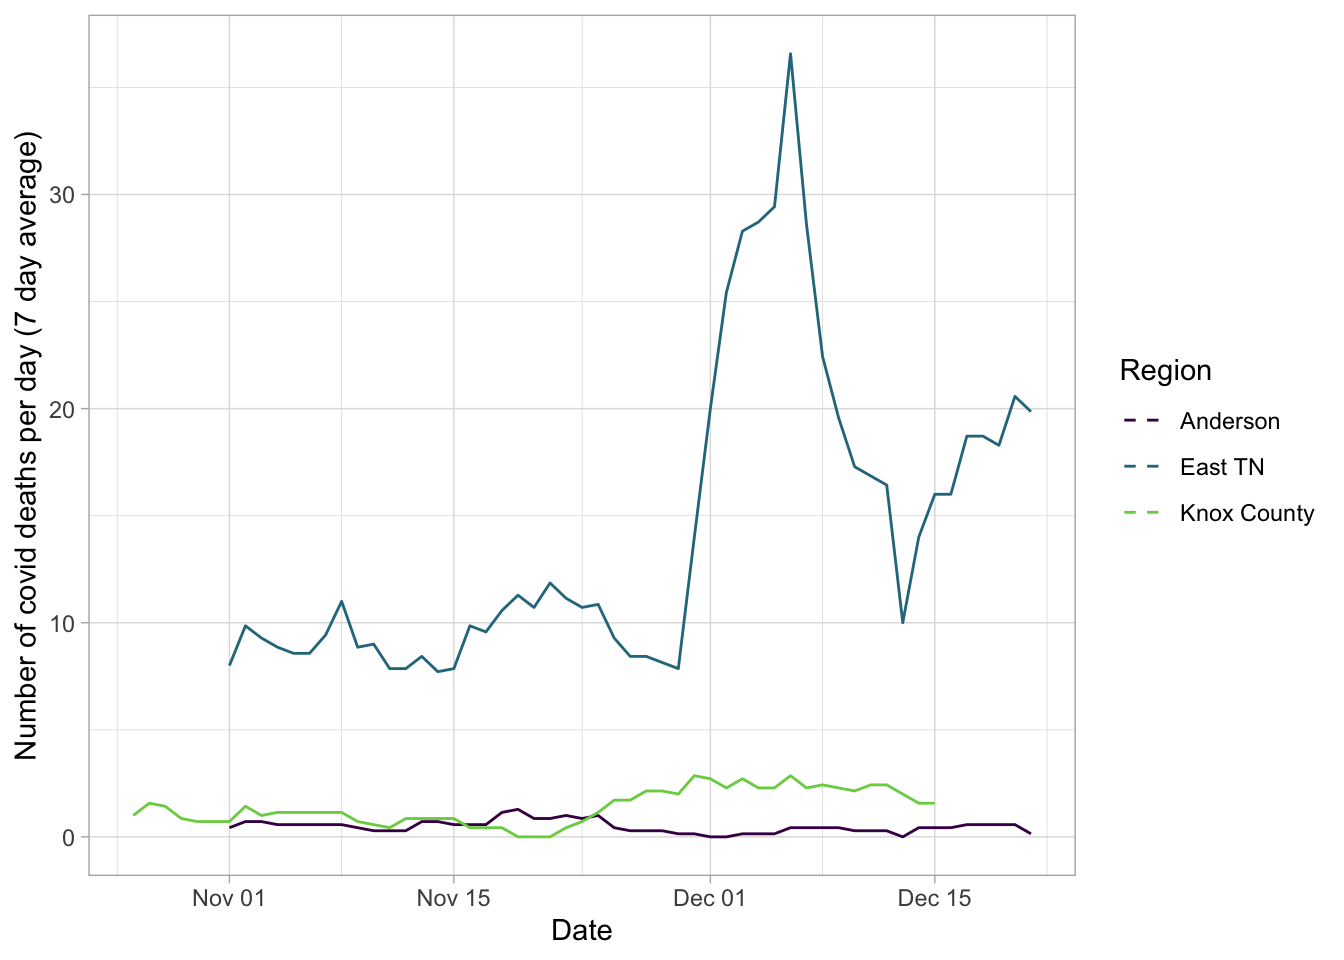 Number of covid deaths per day (7 day average)
30
20
10
0
Nov 01
Nov 15
Dec 01
Dec 15
Date
Region
Anderson
East TN
Knox County